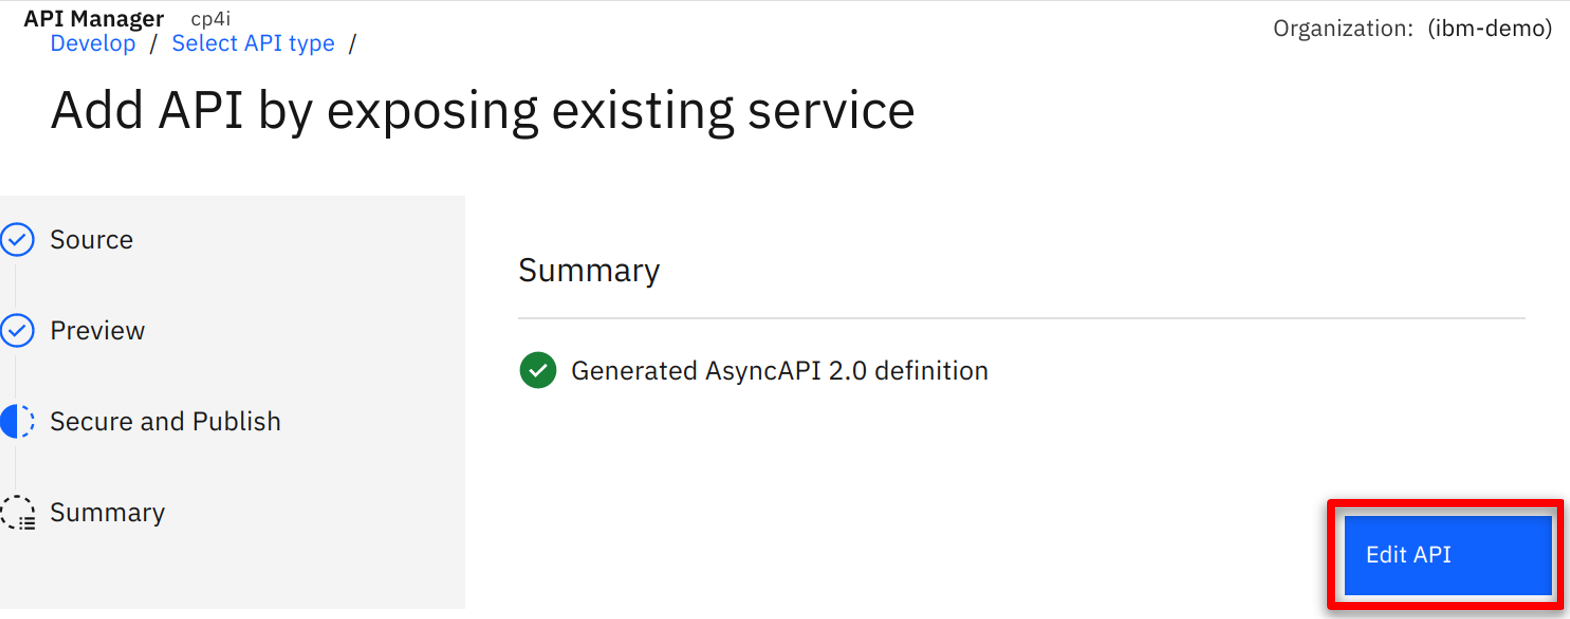 API Manager cp4i
Organization: (ibm-demo)
Develop / Select API type /
Add API by exposing existing service
Source
Preview
Secure and Publish
Summary
Summary
Generated AsyncAPI 2.0 definition
Edit API